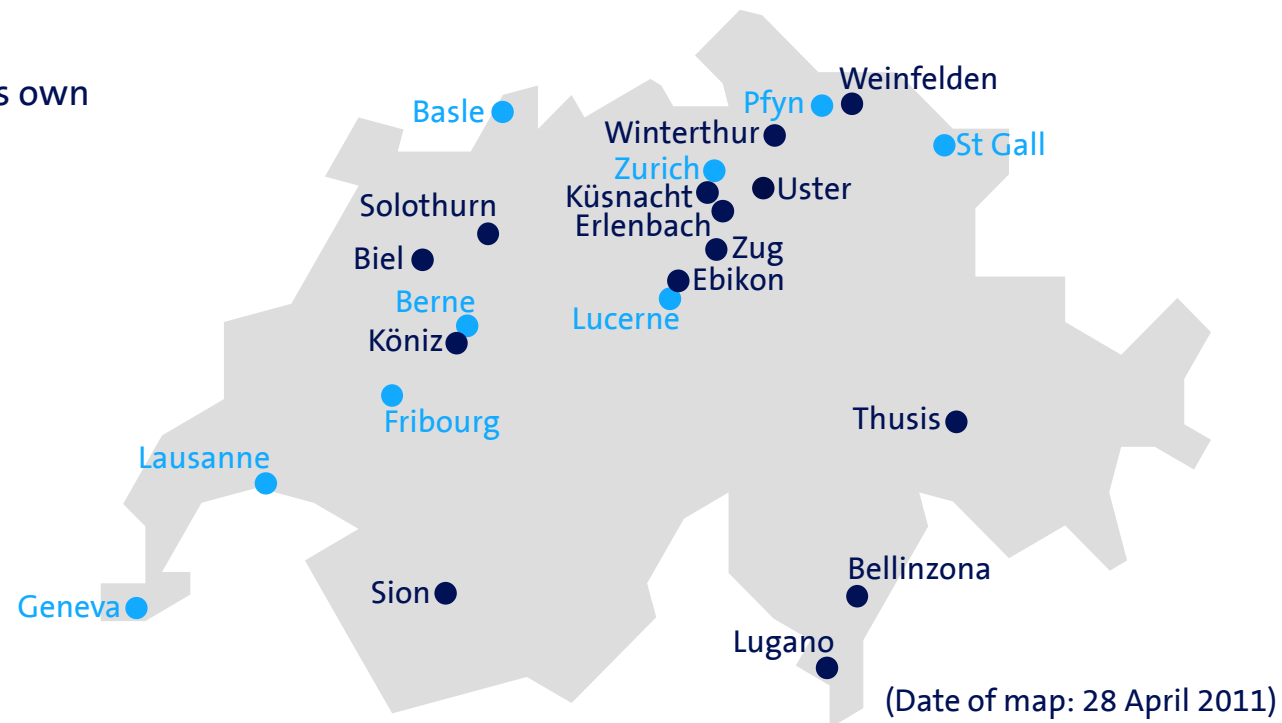 s own
Weinfelden
Basle
Pfyn
Winterthur
St Gall
Zurich
Küsnacht
Uster
Solothurn
Erlenbach
Zug
Biel
Ebikon
Berne
Lucerne
Köniz
Fribourg
Thusis
Lausanne
Bellinzona
Sion
Geneva
Lugano
(Date of map: 28 April 2011)